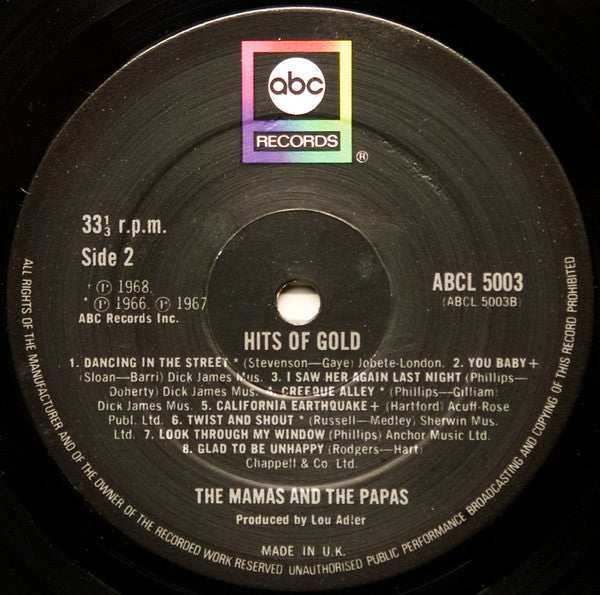 abc
RECORDS
®
33⅓ r.p.m.
Side 2
† ℗ 1968.
* ℗ 1966. ℗ 1967
ABC Records Inc.
ABCL 5003
(ABCL 5003B)
HITS OF GOLD
1. DANCING IN THE STREET * (Stevenson—Gaye) Jobete-London. 2. YOU BABY +
(Sloan—Barri) Dick James Mus. 3. I SAW HER AGAIN LAST NIGHT (Phillips—
Doherty) Dick James Mus. 4. CREEQUE ALLEY * (Phillips—Gilliam)
Dick James Mus. 5. CALIFORNIA EARTHQUAKE + (Hartford) Acuff-Rose
Publ. Ltd. 6. TWIST AND SHOUT * (Russell—Medley) Sherwin Mus.
Ltd. 7. LOOK THROUGH MY WINDOW (Phillips) Anchor Music Ltd.
8. GLAD TO BE UNHAPPY (Rodgers—Hart)
Chappell & Co. Ltd.
THE MAMAS AND THE PAPAS
Produced by Lou Adler
MADE IN U.K.
ALL RIGHTS OF THE MANUFACTURER AND OF THE OWNER OF THE RECORDED WORK RESERVED UNAUTHORISED PUBLIC PERFORMANCE BROADCASTING AND COPYING OF THIS RECORD PROHIBITED